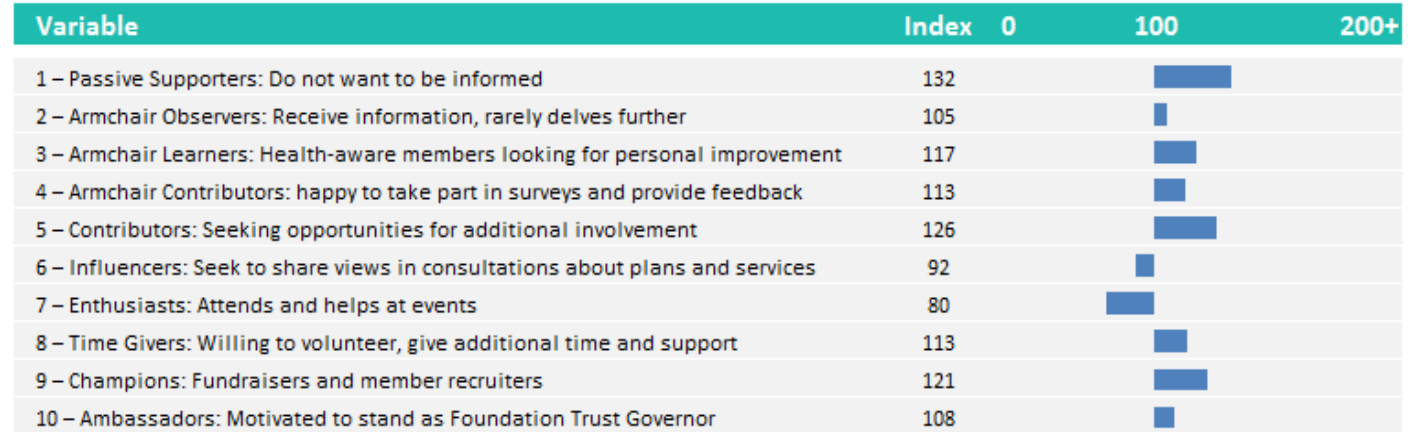 Variable Index 0 100 200+
1 – Passive Supporters: Do not want to be informed 132
2 – Armchair Observers: Receive information, rarely delves further 105
3 – Armchair Learners: Health-aware members looking for personal improvement 117
4 – Armchair Contributors: happy to take part in surveys and provide feedback 113
5 – Contributors: Seeking opportunities for additional involvement 126
6 – Influencers: Seek to share views in consultations about plans and services 92
7 – Enthusiasts: Attends and helps at events 80
8 – Time Givers: Willing to volunteer, give additional time and support 113
9 – Champions: Fundraisers and member recruiters 121
10 – Ambassadors: Motivated to stand as Foundation Trust Governor 108